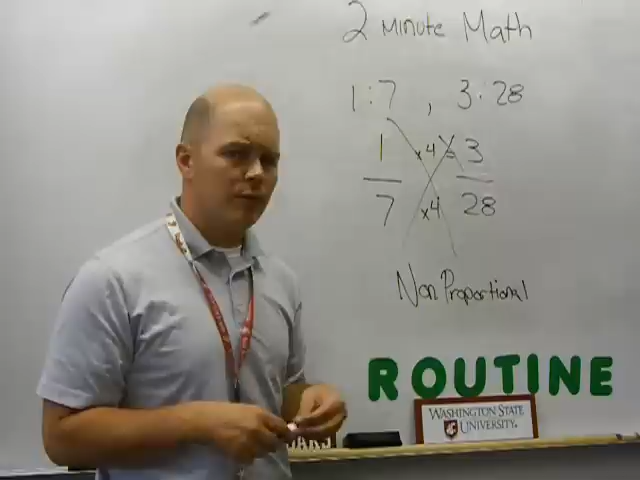 2 Minute Math
1:7 , 3:28
1 x4 = 3
7 x4 28
Non Proportional
ROUTINE
WASHINGTON STATE
UNIVERSITY